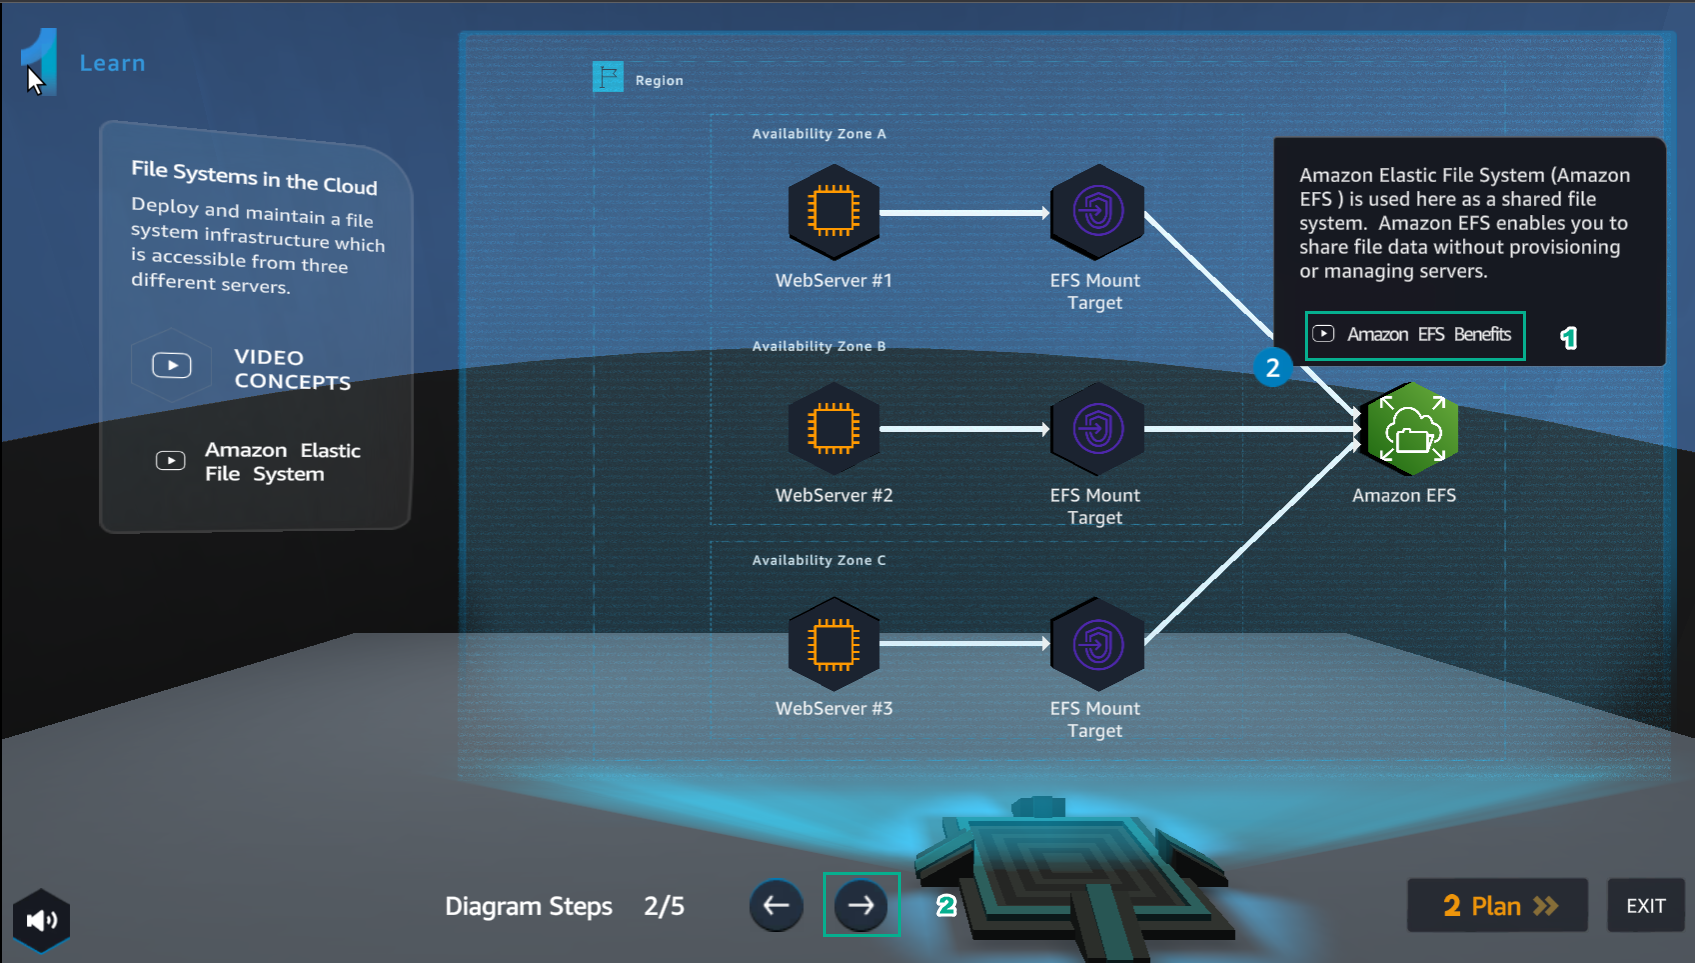 1 Learn
File Systems in the Cloud
Deploy and maintain a file
system infrastructure which
is accessible from three
different servers.
VIDEO
CONCEPTS
Amazon Elastic
File System
Region
Availability Zone A
WebServer #1
EFS Mount
Target
Availability Zone B
WebServer #2
EFS Mount
Target
Availability Zone C
WebServer #3
EFS Mount
Target
Amazon Elastic File System (Amazon
EFS ) is used here as a shared file
system. Amazon EFS enables you to
share file data without provisioning
or managing servers.
Amazon EFS Benefits
1
2
Amazon EFS
Diagram Steps 2/5
2
2 Plan
EXIT